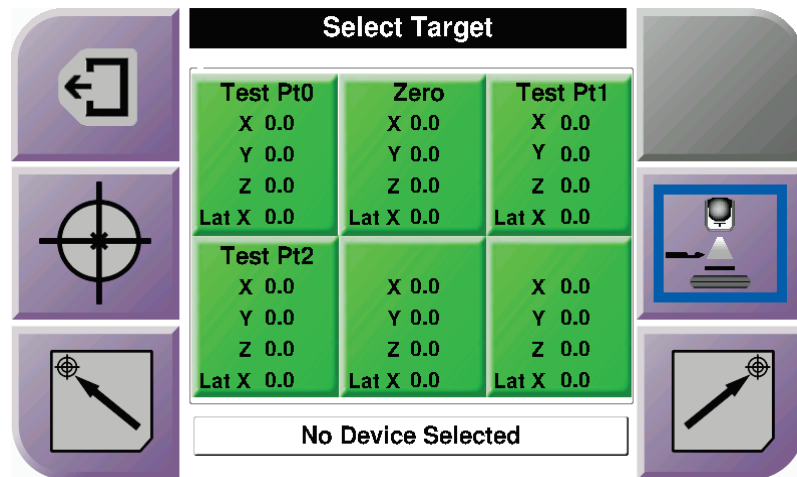 Select Target
Test Pt0 Zero Test Pt1
X 0.0 X 0.0 X 0.0
Y 0.0 Y 0.0 Y 0.0
Z 0.0 Z 0.0 Z 0.0
Lat X 0.0 Lat X 0.0 Lat X 0.0
Test Pt2
X 0.0 X 0.0 X 0.0
Y 0.0 Y 0.0 Y 0.0
Z 0.0 Z 0.0 Z 0.0
Lat X 0.0 Lat X 0.0 Lat X 0.0
No Device Selected